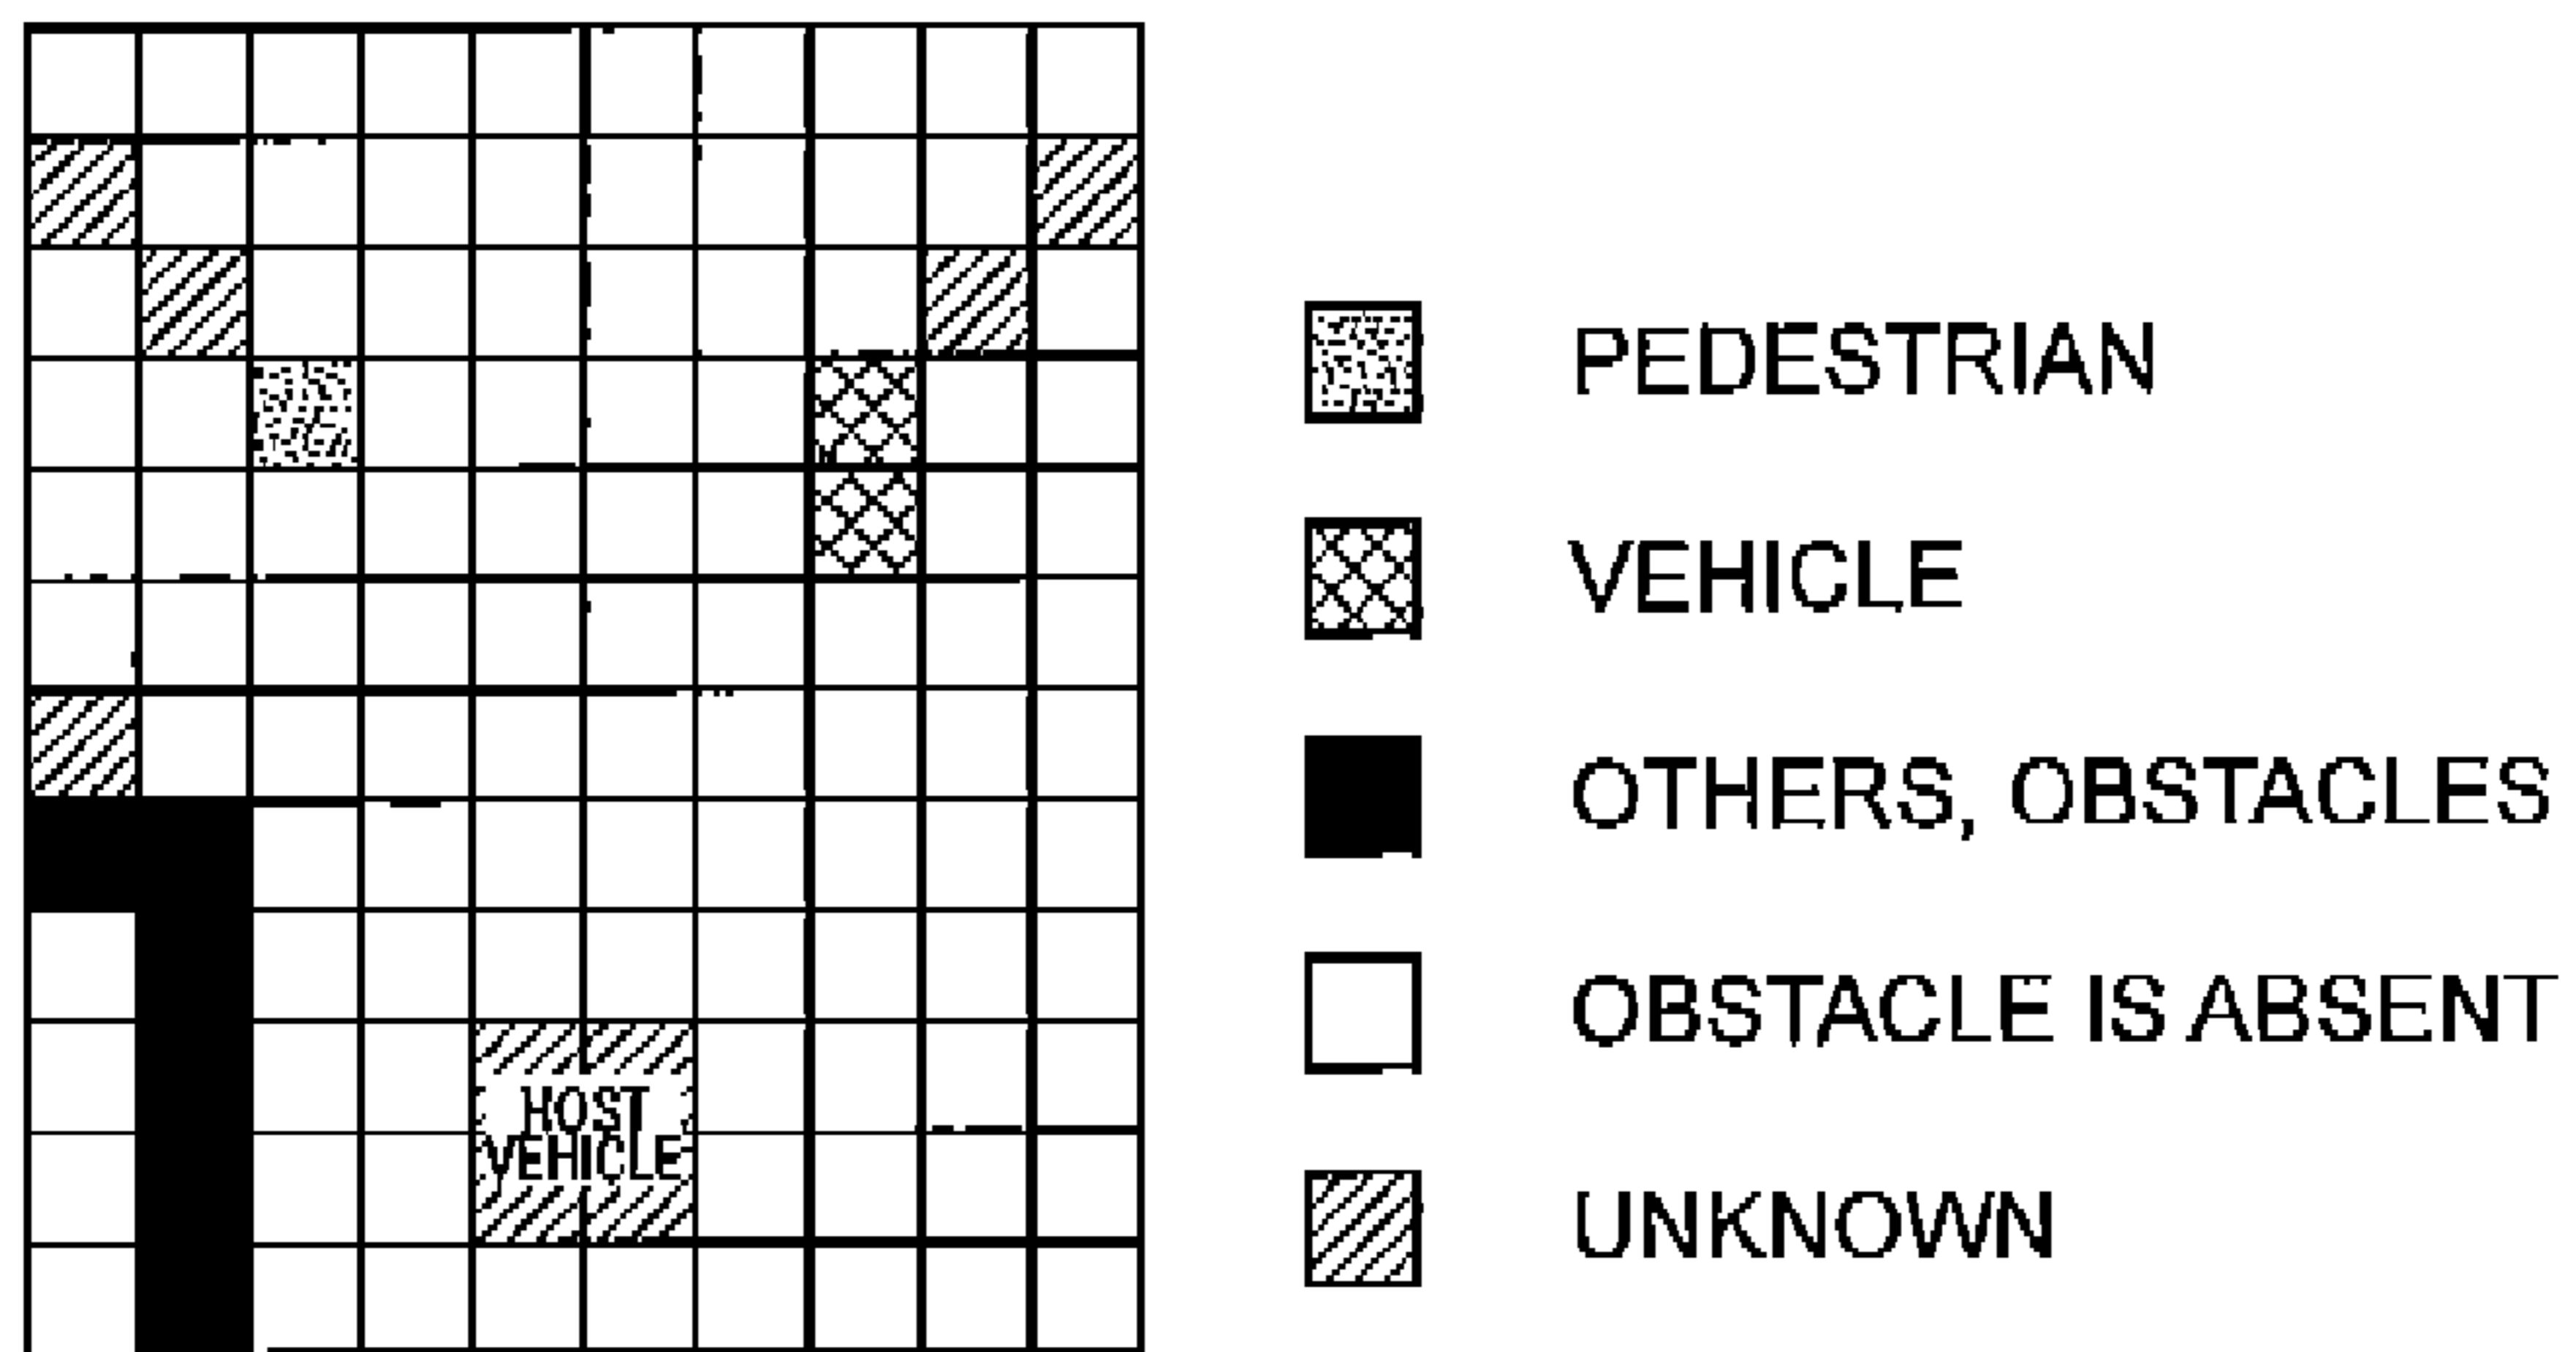 PEDESTRIAN
VEHICLE
OTHERS, OBSTACLES
OBSTACLE IS ABSENT
HOST
VEHICLE
UNKNOWN